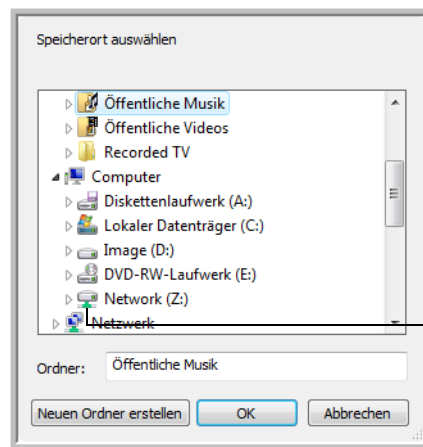 Speicherort auswählen
Öffentliche Musik
Öffentliche Videos
Recorded TV
Computer
Diskettenlaufwerk (A:)
Lokaler Datenträger (C:)
Image (D:)
DVD-RW-Laufwerk (E:)
Network (Z:)
Netzwerk
Ordner: Öffentliche Musik
Neuen Ordner erstellen OK Abbrechen